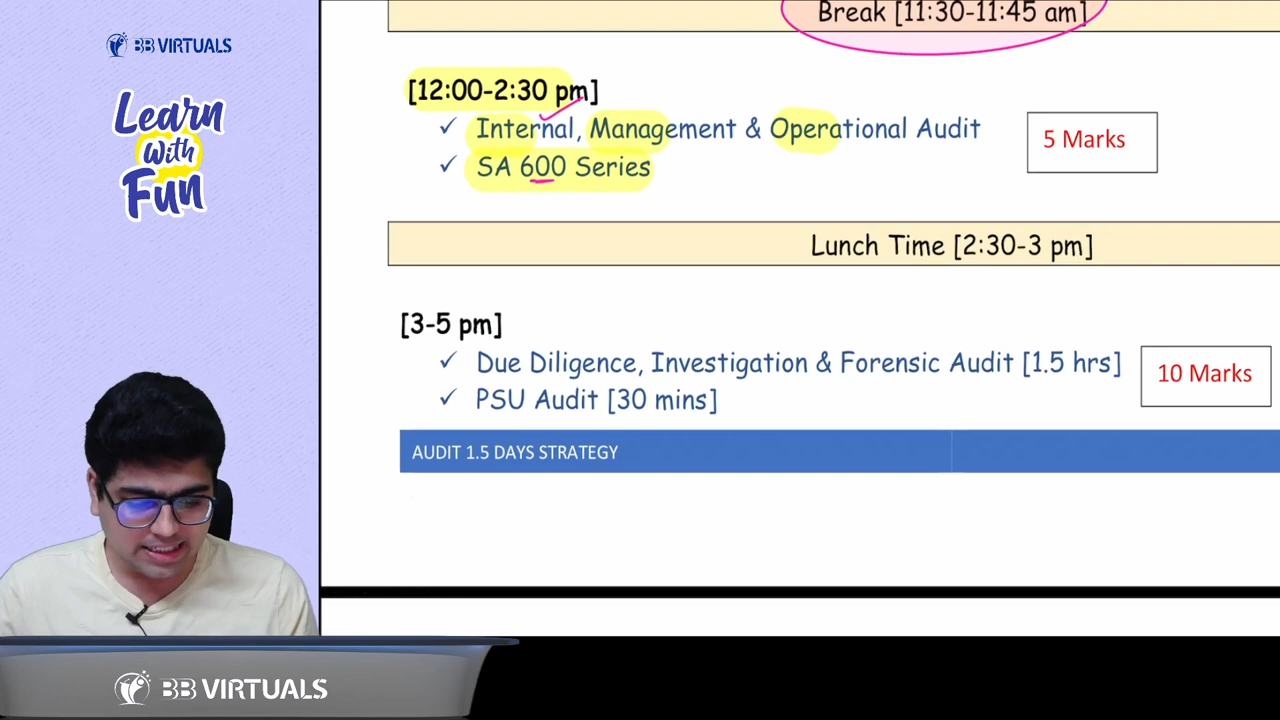 BB VIRTUALS
Learn
With
Fun
Break [11:30-11:45 am]
[12:00-2:30 pm]
✓ Internal, Management & Operational Audit
5 Marks
✓ SA 600 Series
Lunch Time [2:30-3 pm]
[3-5 pm]
✓ Due Diligence, Investigation & Forensic Audit [1.5 hrs]
10 Marks
✓ PSU Audit [30 mins]
AUDIT 1.5 DAYS STRATEGY
BB VIRTUALS